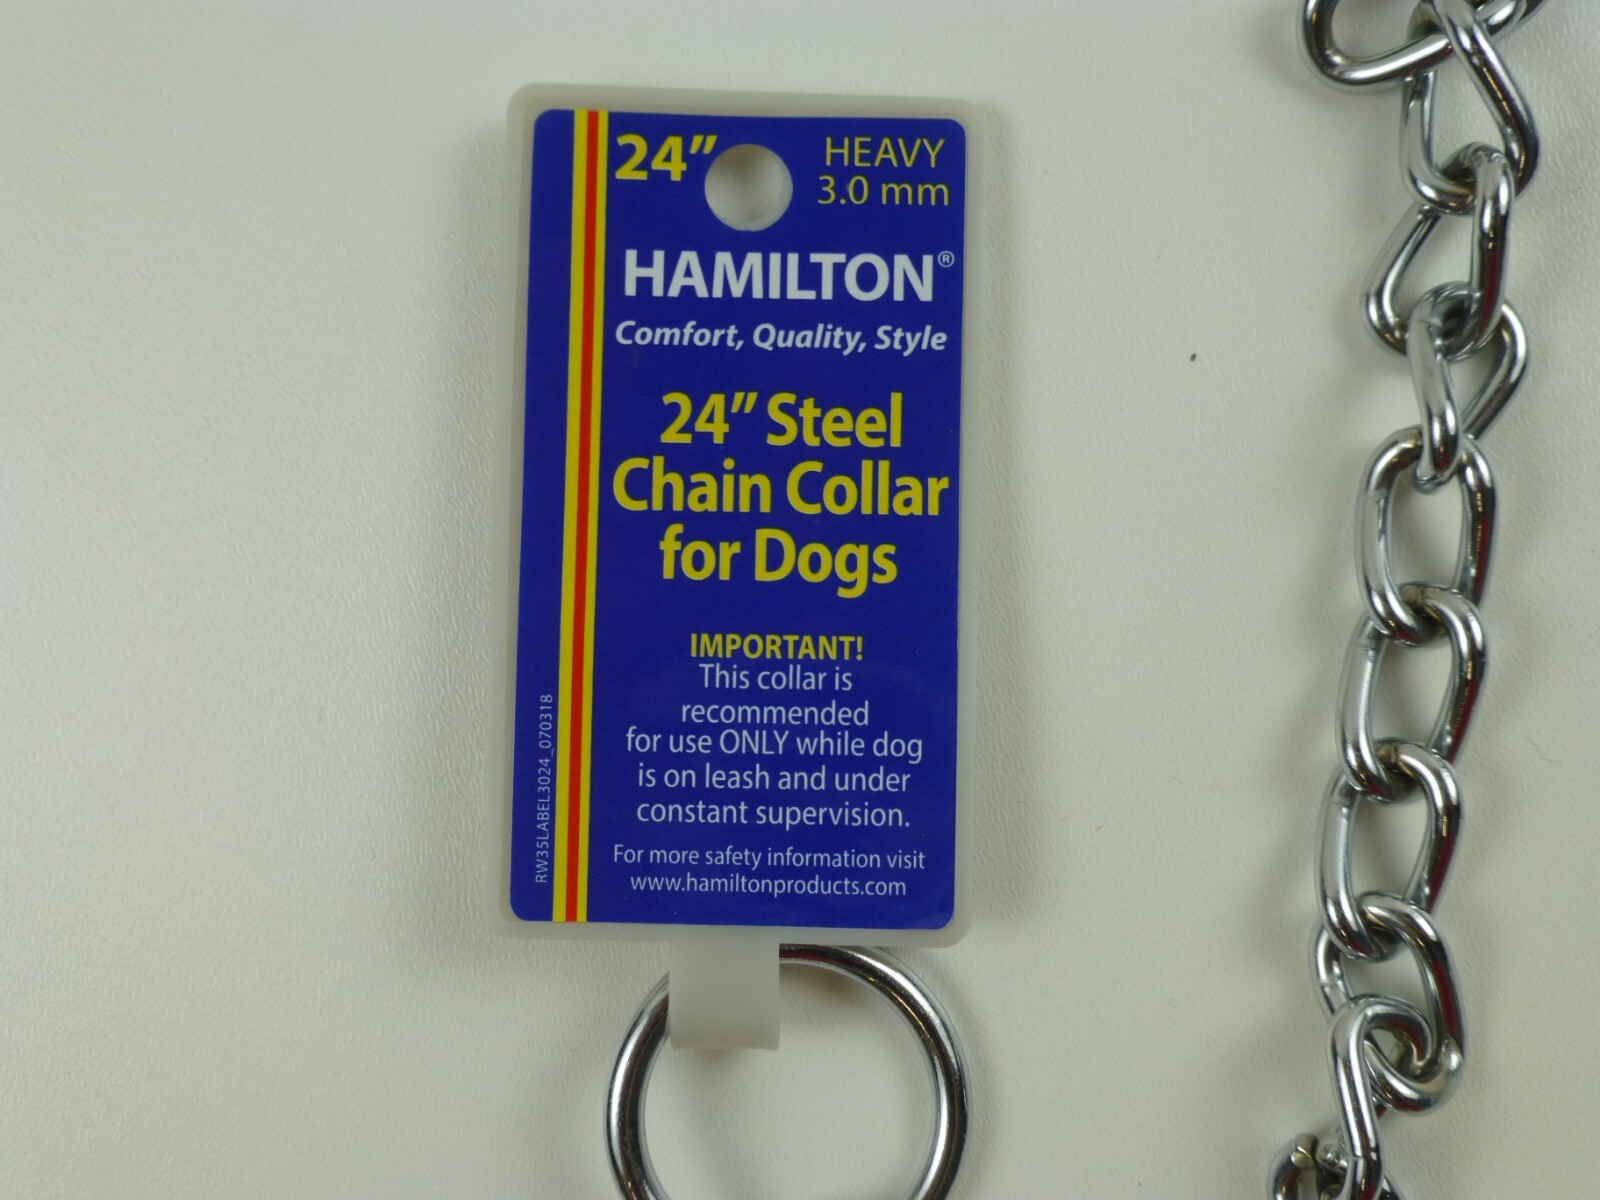 24”
HEAVY
3.0 mm
HAMILTON®
Comfort, Quality, Style
24” Steel
Chain Collar
for Dogs
IMPORTANT!
This collar is
recommended
for use ONLY while dog
is on leash and under
constant supervision.
For more safety information visit
www.hamiltonproducts.com
RW35LABEL3024_070318